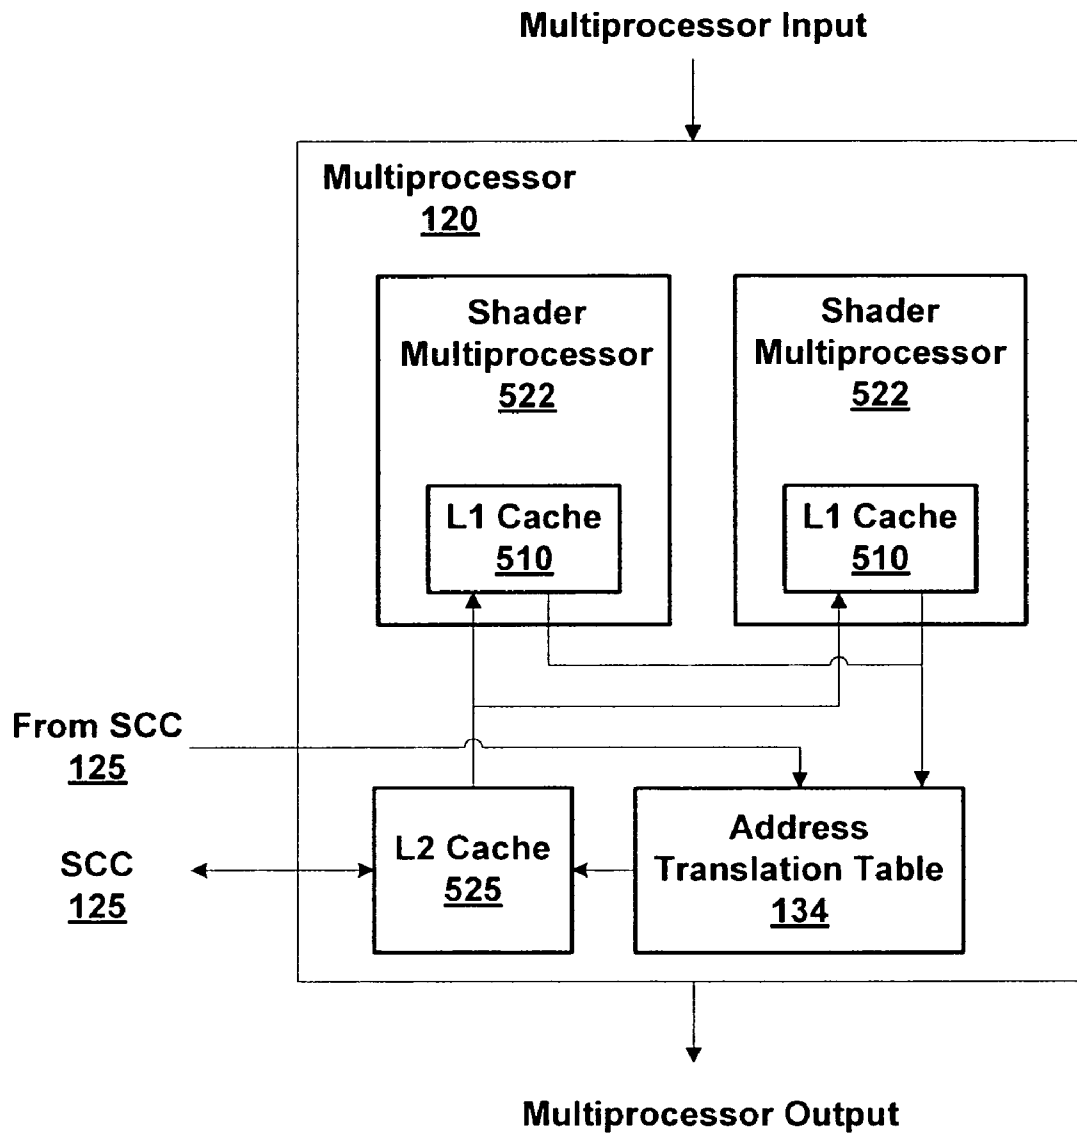 Multiprocessor Input
Multiprocessor
120
Shader
Multiprocessor
522
L1 Cache
510
Shader
Multiprocessor
522
L1 Cache
510
From SCC
125
SCC
125
L2 Cache
525
Address
Translation Table
134
Multiprocessor Output